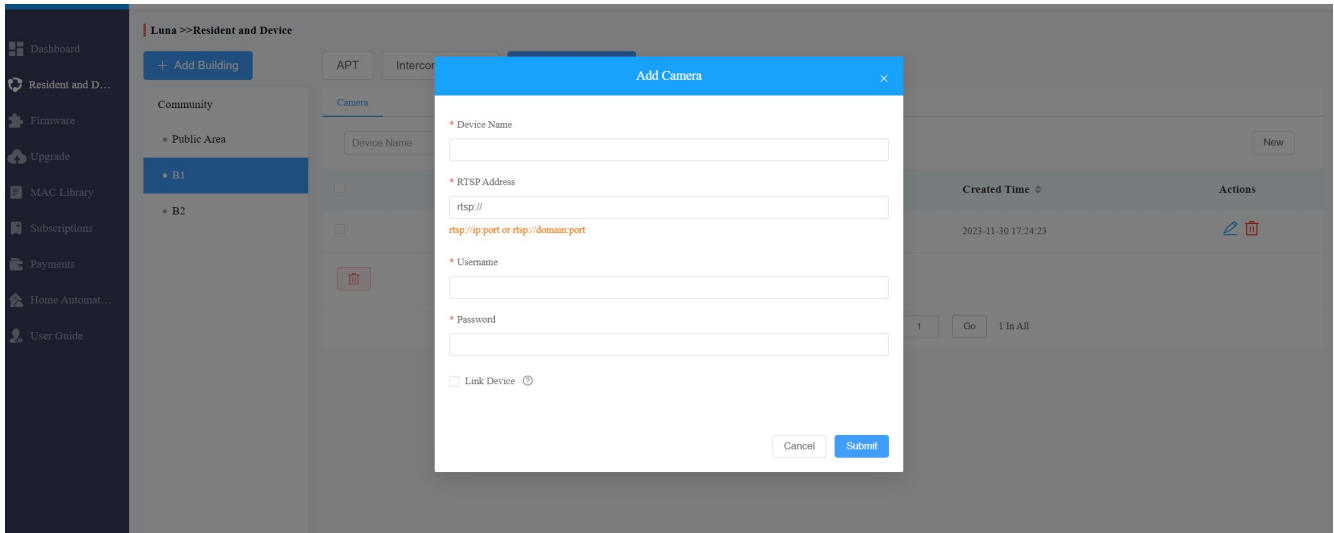 Luna >>Resident and Device
Dashboard
Resident and D...
Firmware
Upgrade
MAC Library
Subscriptions
Payments
Home Automat...
User Guide
+ Add Building
Community
Public Area
B1
B2
APT
Intercor
Camera
Device Name
New
Created Time
Actions
2023-11-30 17:24:23
1
Go
1 In All
Add Camera
×
* Device Name
* RTSP Address
rtsp://
rtsp://ip:port or rtsp://domain:port
* Username
* Password
Link Device ?
Cancel
Submit